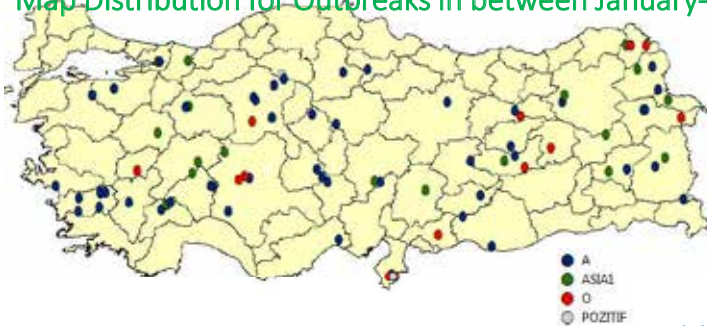 Map Distribution for Outbreaks in between January-
A
ASIA1
O
POZITIF